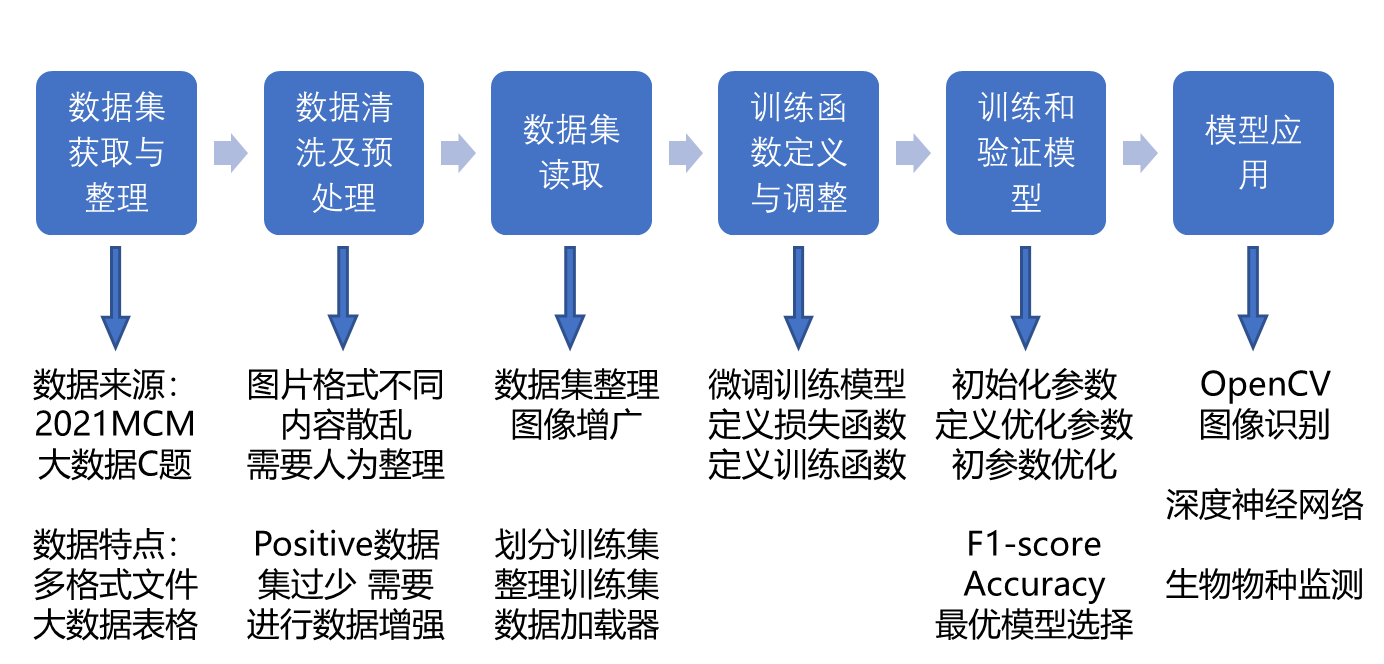 数据集
获取与
整理
数据清
洗及预
处理
数据集
读取
训练函
数定义
与调整
训练和
验证模
型
模型应
用
数据来源：
2021MCM
大数据C题
数据特点：
多格式文件
大数据表格
图片格式不同
内容散乱
需要人为整理
Positive数据
集过少 需要
进行数据增强
数据集整理
图像增广
划分训练集
整理训练集
数据加载器
微调训练模型
定义损失函数
定义训练函数
初始化参数
定义优化参数
初参数优化
F1-score
Accuracy
最优模型选择
OpenCV
图像识别
深度神经网络
生物物种监测